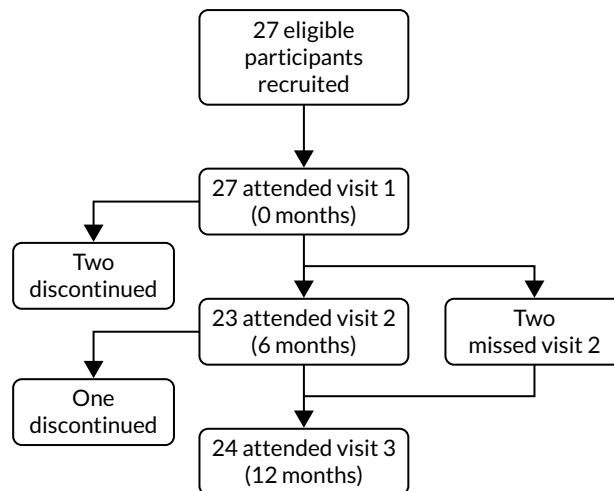 27 eligible
participants
recruited
27 attended visit 1
(0 months)
Two
discontinued
23 attended visit 2
(6 months)
Two
missed visit 2
One
discontinued
24 attended visit 3
(12 months)